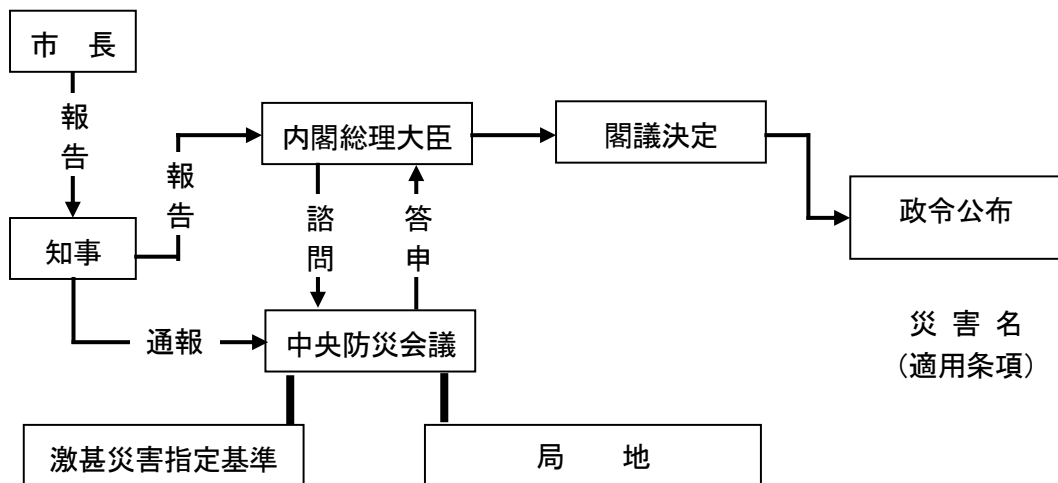 市　長
報告
報告
内閣総理大臣
閣議決定
政令公布
知事
諮問
答申
通報
中央防災会議
災 害 名
（適用条項）
激甚災害指定基準
局　　地